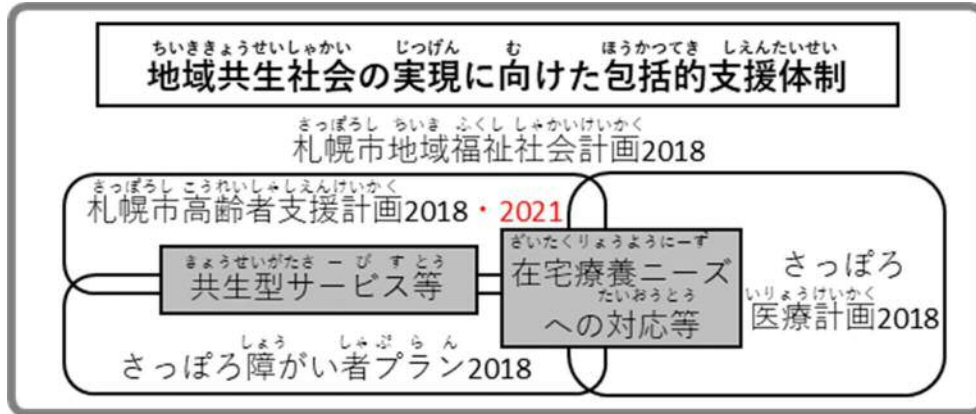 ちいききょうせいしゃかい じつげん む ほうかつてき しえんたいせい
地域共生社会の実現に向けた包括的支援体制
さっぽろし ちいき ふくし しゃかいけいかく
札幌市地域福祉社会計画2018
さっぽろし こうれいしゃしえんけいかく
札幌市高齢者支援計画2018・2021
きょうせいがたさーびすとう
共生型サービス等
ざいたくりょうようにーず
在宅療養ニーズ
たいおうとう
への対応等
さっぽろ
いりょうけいかく
医療計画2018
しょう しゃぷらん
さっぽろ障がい者プラン2018